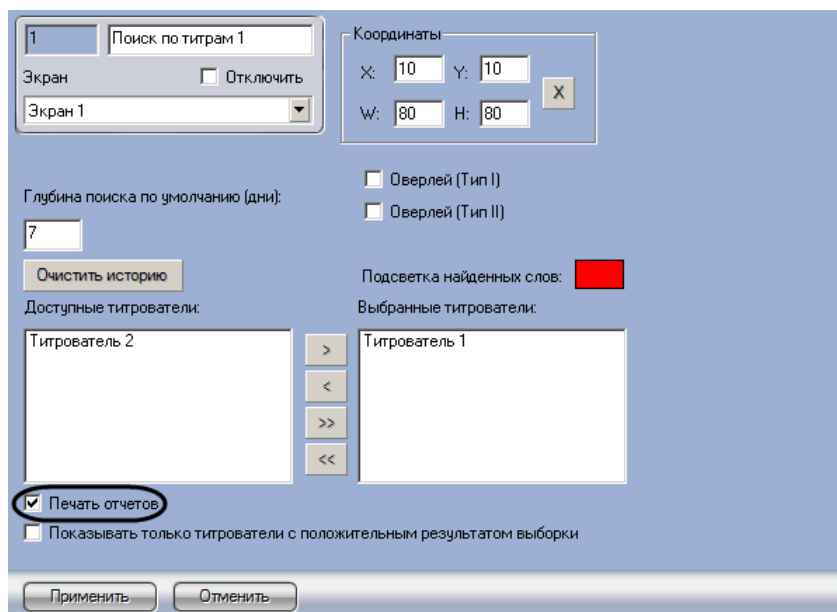 1 Поиск по титрам 1
Экран Отключить
Экран 1
Координаты
X: 10 Y: 10
X
W: 80 H: 80
Оверлей (Тип I)
Глубина поиска по умолчанию (дни):
Оверлей (Тип II)
7
Очистить историю Подсветка найденных слов:
Доступные титрователи: Выбранные титрователи:
Титрователь 2 Титрователь 1
>
<
>>
<<
Печать отчетов
Показывать только титрователи с положительным результатом выборки
Применить Отменить